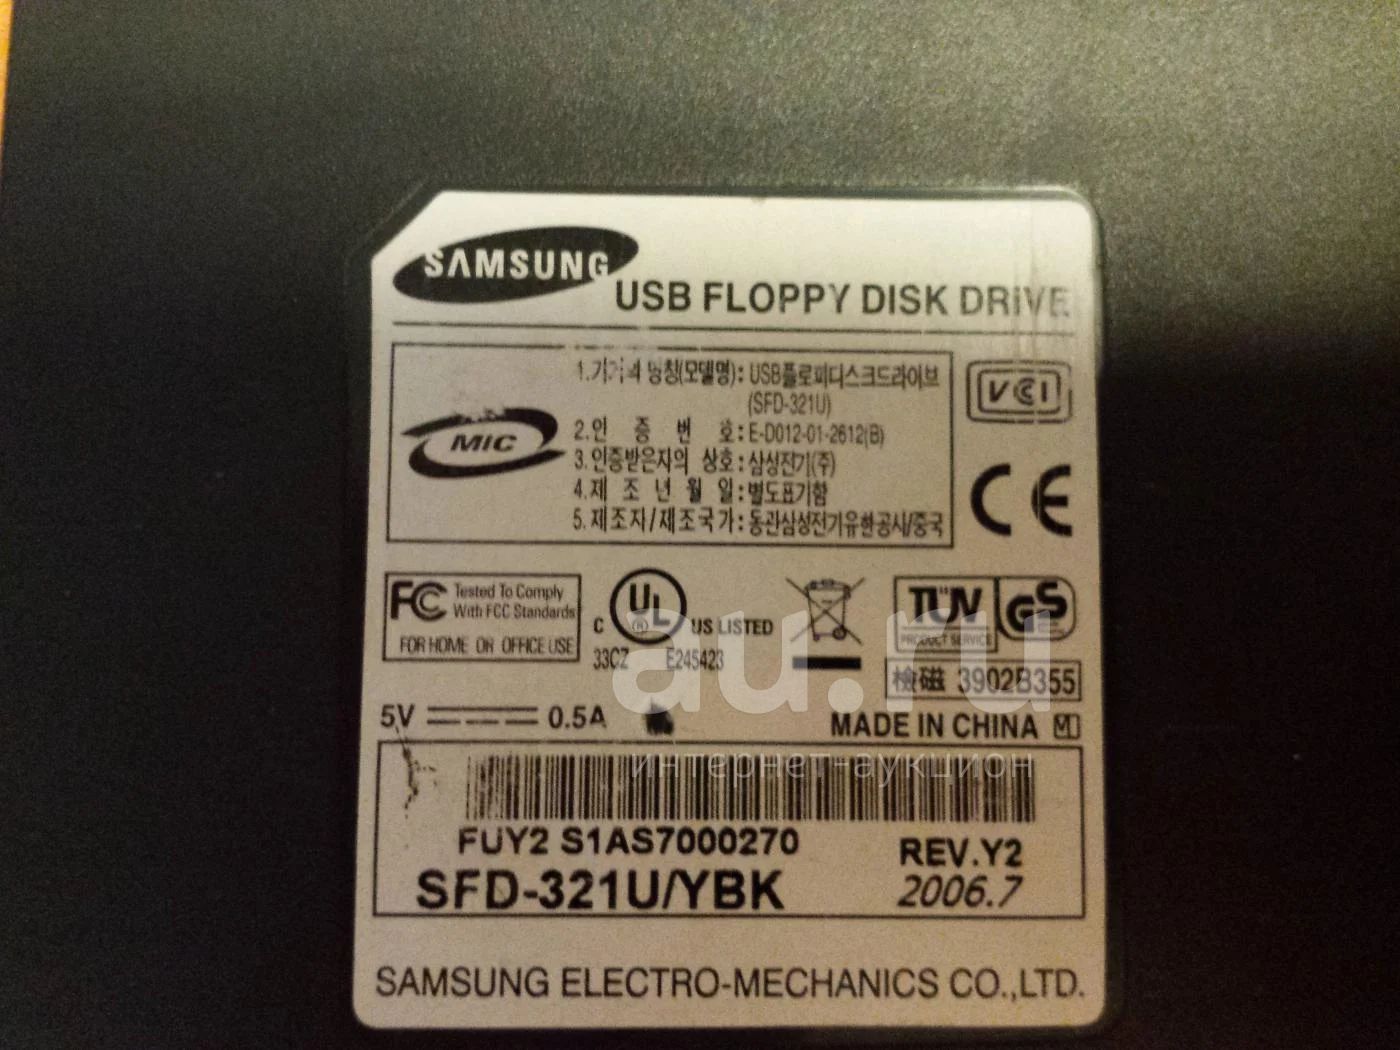 SAMSUNG
USB FLOPPY DISK DRIVE
MIC
1.기기의 명칭(모델명): USB플로피디스크드라이브
(SFD-321U)
2.인 증 번 호: E-D012-01-2612(B)
3.인증받은자의 상호: 삼성전기(주)
4.제 조 년 월 일: 별도표기함
5.제조자/제조국가: 동관삼성전기유한공사/중국
VCI
CE
FC Tested To Comply
With FCC Standards
FOR HOME OR OFFICE USE
C UL ® US LISTED
33CZ E245423
TÜV GS
PRODUCT SERVICE
檢磁 3902B355
5V 0.5A
MADE IN CHINA M
au.ru
интернет-аукцион
FUY2 S1AS7000270
REV.Y2
SFD-321U/YBK
2006.7
SAMSUNG ELECTRO-MECHANICS CO.,LTD.